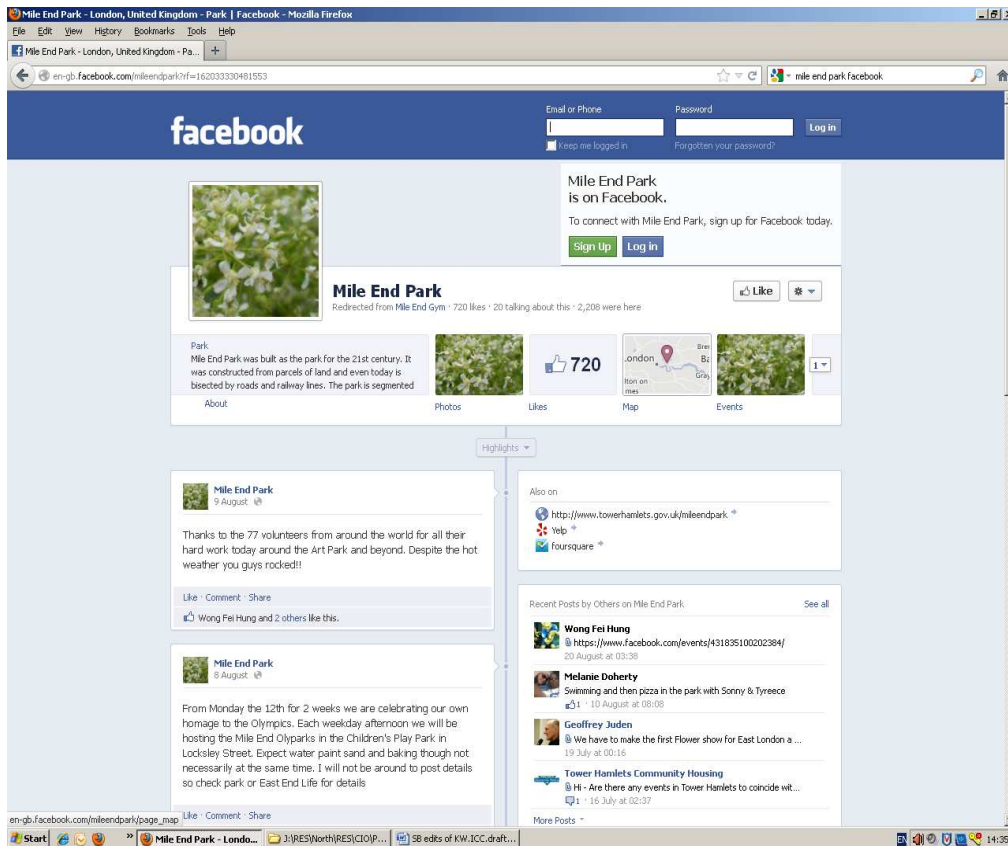 Mile End Park - London, United Kingdom - Park | Facebook - Mozilla Firefox
File Edit View History Bookmarks Tools Help
Mile End Park - London, United Kingdom - Pa... +
en-gb.facebook.com/mileendpark?rf=162033330481553
mile end park facebook
facebook
Email or Phone
Password
Log in
Keep me logged in
Forgotten your password?
Mile End Park
is on Facebook.
To connect with Mile End Park, sign up for Facebook today.
Sign Up Log in
Mile End Park
Redirected from Mile End Gym · 720 likes · 20 talking about this · 2,208 were here
Like
Park
Mile End Park was built as the park for the 21st century. It
was constructed from parcels of land and even today is
bisected by roads and railway lines. The park is segmented
About
Photos
720
Likes
London
Map
Events
1
Highlights
Mile End Park
9 August
Thanks to the 77 volunteers from around the world for all their
hard work today around the Art Park and beyond. Despite the hot
weather you guys rocked!!
Like · Comment · Share
Wong Fei Hung and 2 others like this.
Mile End Park
8 August
From Monday the 12th for 2 weeks we are celebrating our own
homage to the Olympics. Each weekday afternoon we will be
hosting the Mile End Olyparks in the Children's Play Park in
Locksley Street. Expect water paint sand and baking though not
necessarily at the same time. I will not be around to post details
so check park or East End Life for details
Like · Comment · Share
Also on
http://www.towerhamlets.gov.uk/mileendpark
Yelp
foursquare
Recent Posts by Others on Mile End Park See all
Wong Fei Hung
https://www.facebook.com/events/431835100202384/
20 August at 03:38
Melanie Doherty
Swimming and then pizza in the park with Sonny & Tyreece
1 · 10 August at 08:08
Geoffrey Juden
We have to make the first Flower show for East London a ...
19 July at 00:16
Tower Hamlets Community Housing
Hi - Are there any events in Tower Hamlets to coincide wit...
1 · 16 July at 02:37
More Posts
en-gb.facebook.com/mileendpark/page_map
Start
Mile End Park - Londo...
J:\RES\North\RES\CIO\P...
SB edits of KW.ICC.draft...
EN
14:35